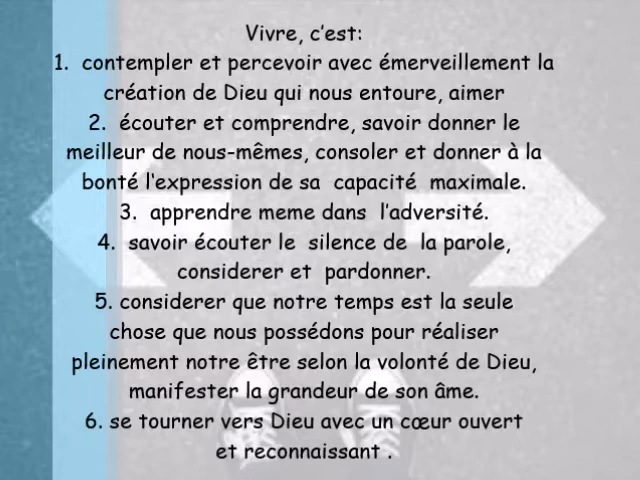 Vivre, c'est:
1. contempler et percevoir avec émerveillement la
création de Dieu qui nous entoure, aimer
2. écouter et comprendre, savoir donner le
meilleur de nous-mêmes, consoler et donner à la
bonté l'expression de sa capacité maximale.
3. apprendre meme dans l'adversité.
4. savoir écouter le silence de la parole,
considerer et pardonner.
5. considerer que notre temps est la seule
chose que nous possédons pour réaliser
pleinement notre être selon la volonté de Dieu,
manifester la grandeur de son âme.
6. se tourner vers Dieu avec un cœur ouvert
et reconnaissant .